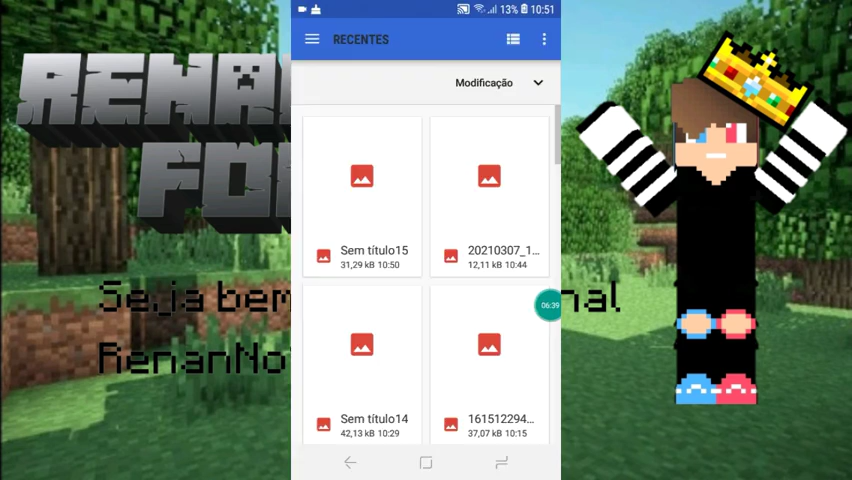 13% 10:51
RECENTES
Modificação
Sem título15
31,29 kB 10:50
20210307_1...
12,11 kB 10:44
06:39
Seja
Sem título14
42,13 kB 10:29
161512294...
37,07 kB 10:15